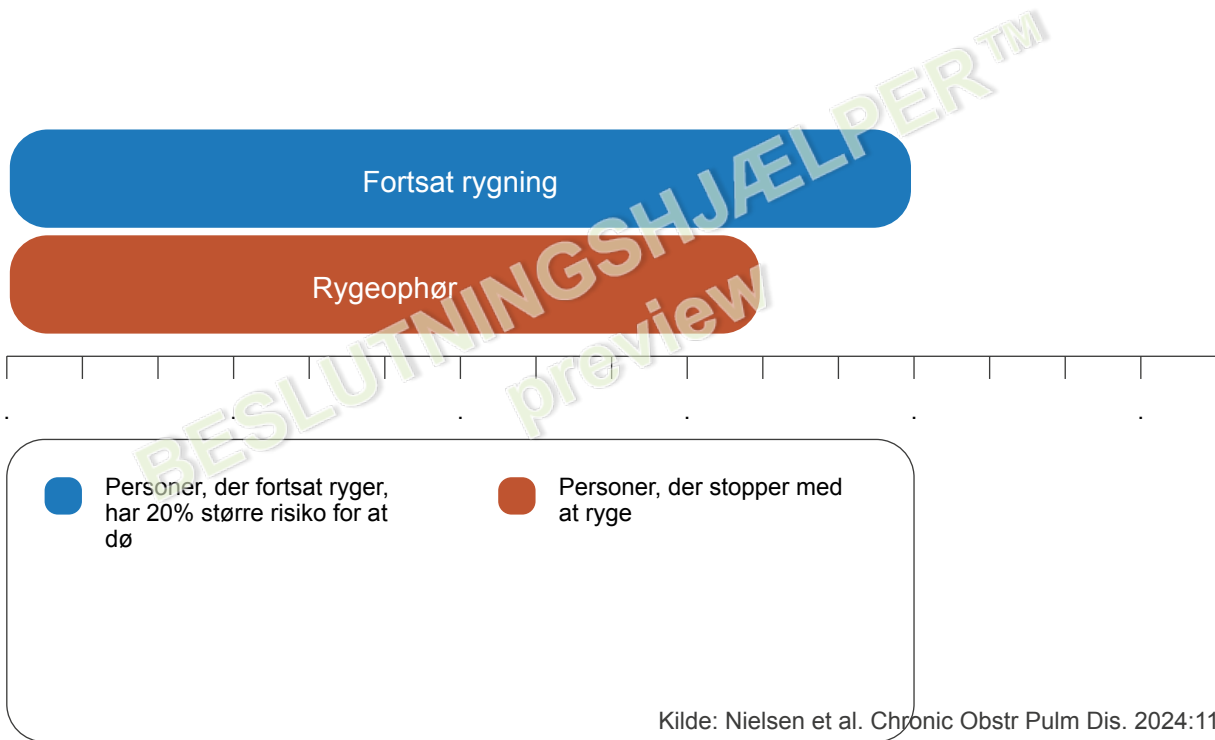 Fortsat rygning
Rygeophør
BESLUTNINGSHJÆLPER™
preview
. . . . . .
Personer, der fortsat ryger,
har 20% større risiko for at
dø
Personer, der stopper med
at ryge
Kilde: Nielsen et al. Chronic Obstr Pulm Dis. 2024:11